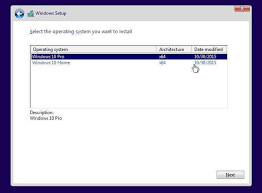 Windows Setup
Select the operating system you want to install
Operating system Architecture Date modified
Windows 10 Pro x64 10/30/2015
Windows 10 Home x64 10/30/2015
Description:
Windows 10 Pro
Next